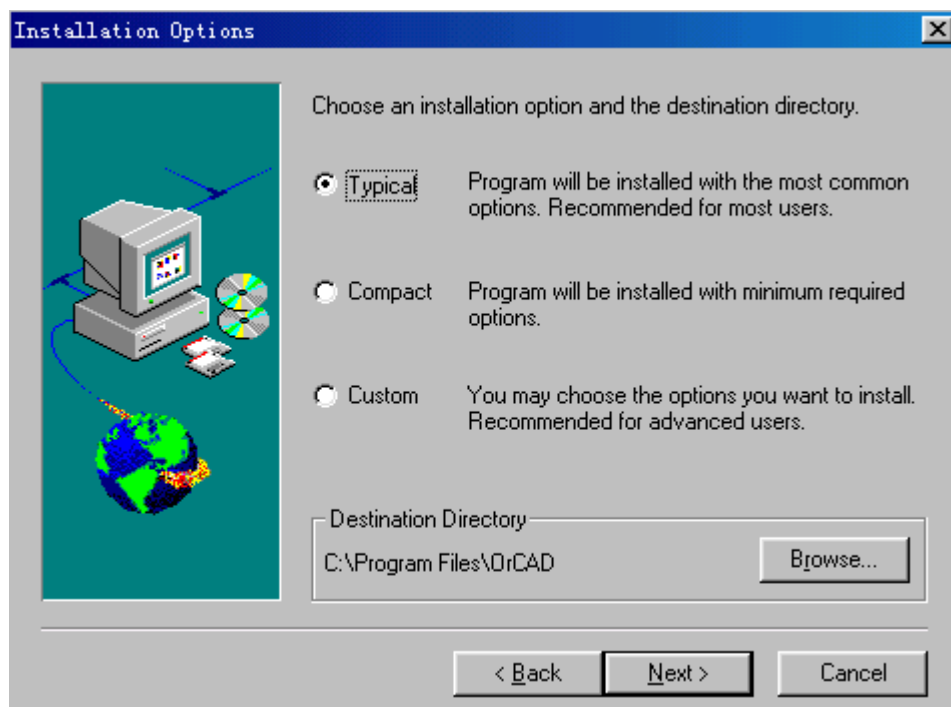 Installation Options
Choose an installation option and the destination directory.
Typical
Program will be installed with the most common
options. Recommended for most users.
Compact
Program will be installed with minimum required
options.
Custom
You may choose the options you want to install.
Recommended for advanced users.
Destination Directory
C:\Program Files\OrCAD
Browse...
< Back
Next >
Cancel